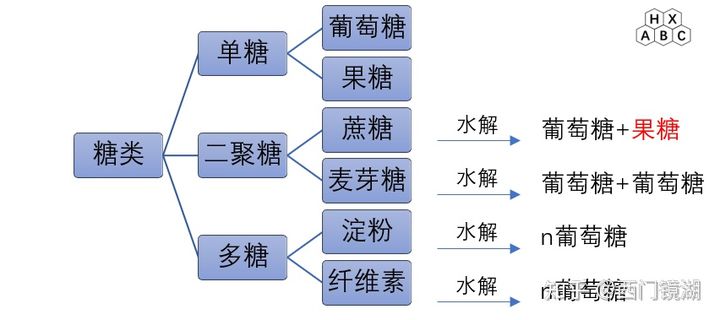 HX
ABC
葡萄糖
单糖
果糖
糖类
二聚糖
蔗糖
水解
葡萄糖+果糖
麦芽糖
水解
葡萄糖+葡萄糖
多糖
淀粉
水解
n葡萄糖
纤维素
水解
n葡萄糖
知乎 @西门镜湖